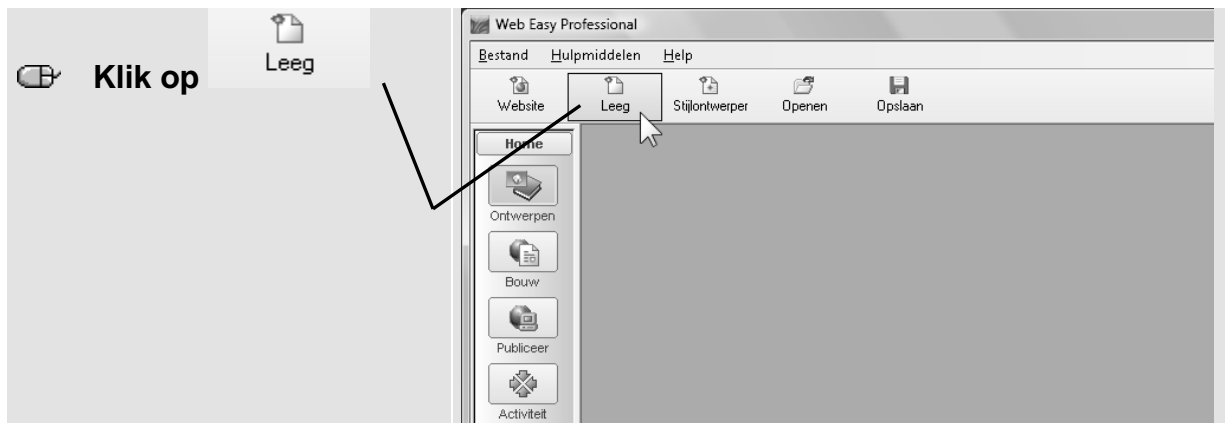 Klik op Leeg
Web Easy Professional
Bestand Hulpmiddelen Help
Website Leeg Stijlontwerper Openen Opslaan
Home
Ontwerpen
Bouw
Publiceer
Activiteit